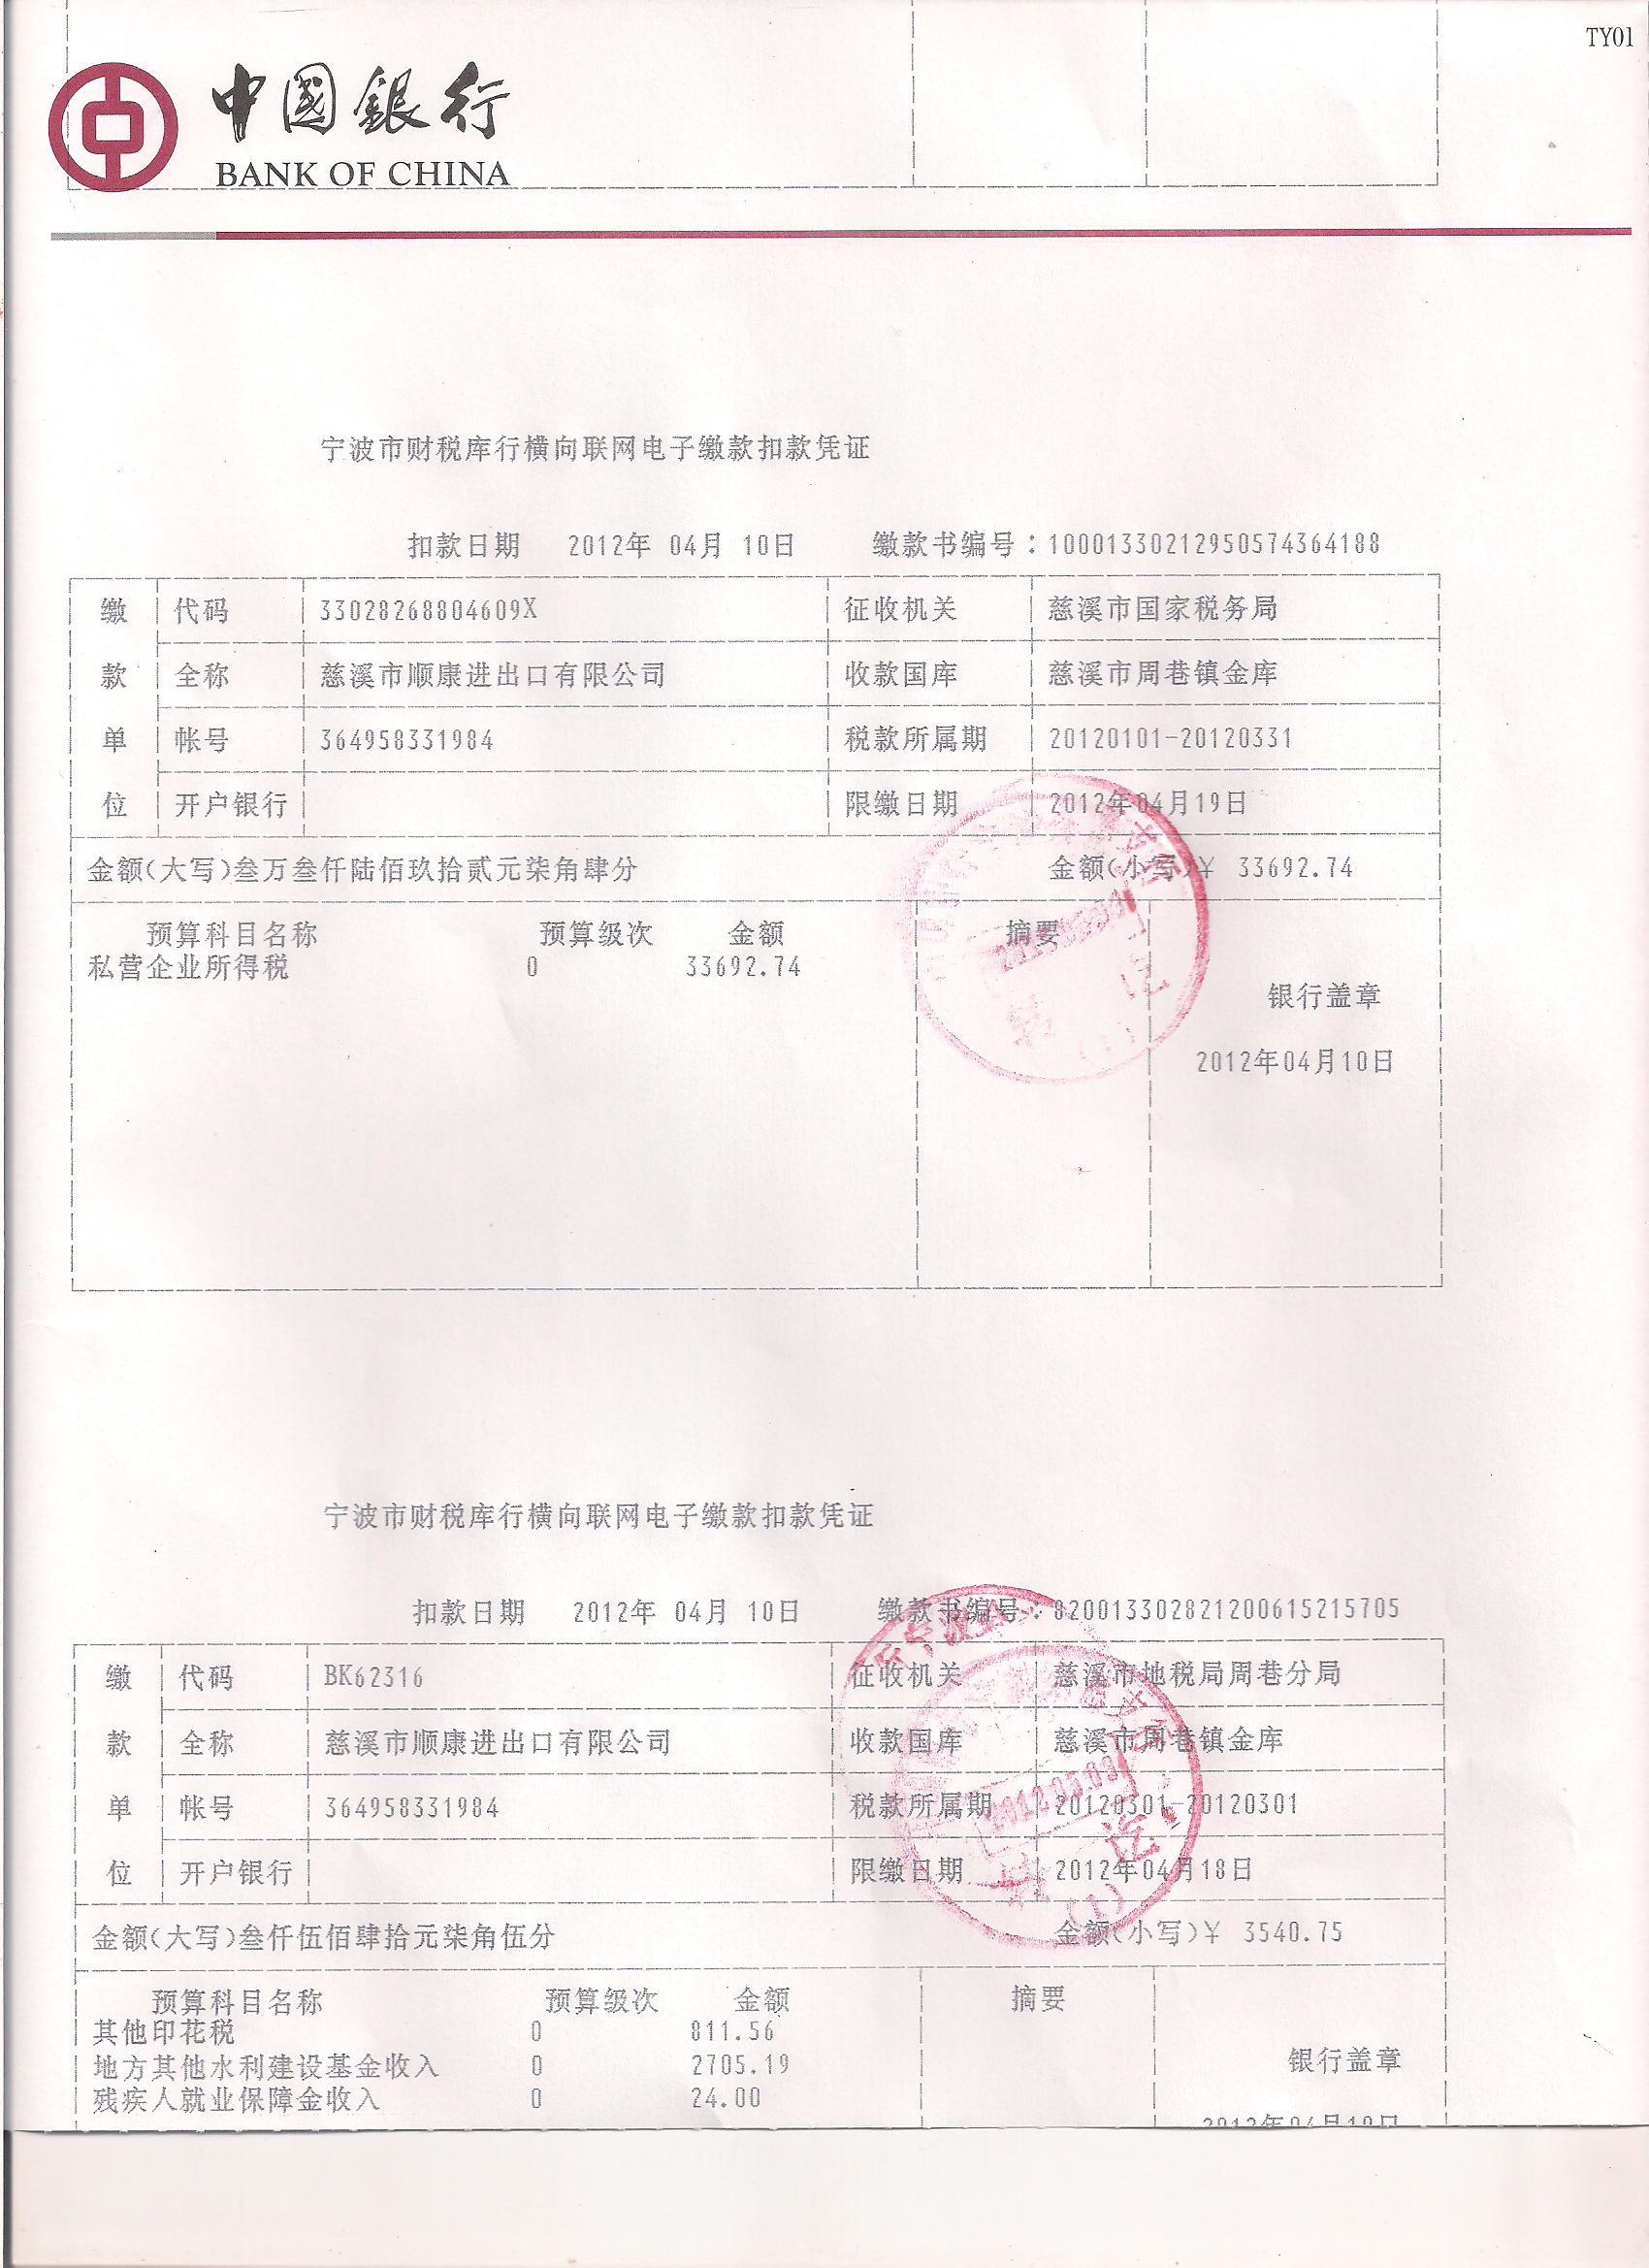 TY01
中國銀行
BANK OF CHINA
宁波市财税库行横向联网电子缴款扣款凭证
扣款日期 2012年 04月 10日 缴款书编号：100013302129505743641​88
缴 代码 33028268804609X 征收机关 慈溪市国家税务局
款 全称 慈溪市顺康进出口有限公司 收款国库 慈溪市周巷镇金库
单 帐号 364958331984 税款所属期 20120101-20120331
位 开户银行 限缴日期 2012年04月19日
金额(大写)叁万叁仟陆佰玖拾贰元柒角肆分 金额(小写)￥ 33692.74
预算科目名称 预算级次 金额 摘要
私营企业所得税 0 33692.74
银行盖章
2012年04月10日
宁波市财税库行横向联网电子缴款扣款凭证
扣款日期 2012年 04月 10日 缴款书编号：820013302821200615215705
缴 代码 BK62316 征收机关 慈溪市地税局周巷分局
款 全称 慈溪市顺康进出口有限公司 收款国库 慈溪市周巷镇金库
单 帐号 364958331984 税款所属期 20120301-20120301
位 开户银行 限缴日期 2012年04月18日
金额(大写)叁仟伍佰肆拾元柒角伍分 金额(小写)￥ 3540.75
预算科目名称 预算级次 金额 摘要
其他印花税 0 811.56
地方其他水利建设基金收入 0 2705.19
银行盖章
残疾人就业保障金收入 0 24.00
2012年04月10日